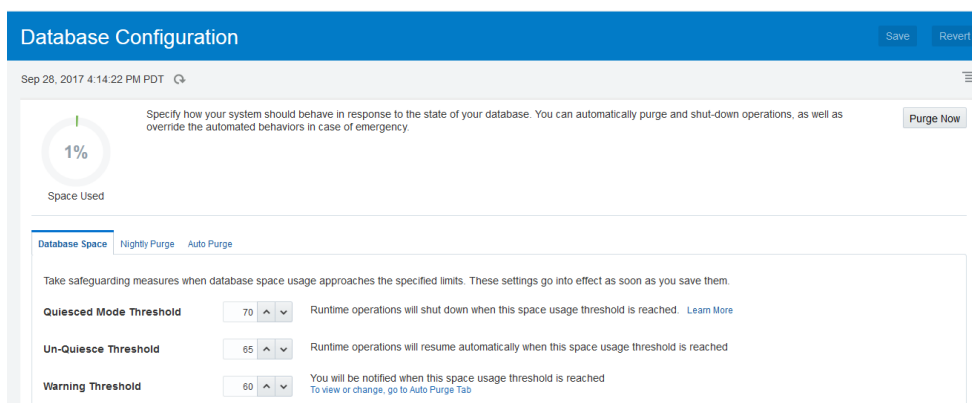 Database Configuration
Save
Revert
Sep 28, 2017 4:14:22 PM PDT
Specify how your system should behave in response to the state of your database. You can automatically purge and shut-down operations, as well as
override the automated behaviors in case of emergency.
Purge Now
1%
Space Used
Database Space
Nightly Purge
Auto Purge
Take safeguarding measures when database space usage approaches the specified limits. These settings go into effect as soon as you save them.
Quiesced Mode Threshold
70
Runtime operations will shut down when this space usage threshold is reached. Learn More
Un-Quiesce Threshold
65
Runtime operations will resume automatically when this space usage threshold is reached
Warning Threshold
60
You will be notified when this space usage threshold is reached
To view or change, go to Auto Purge Tab